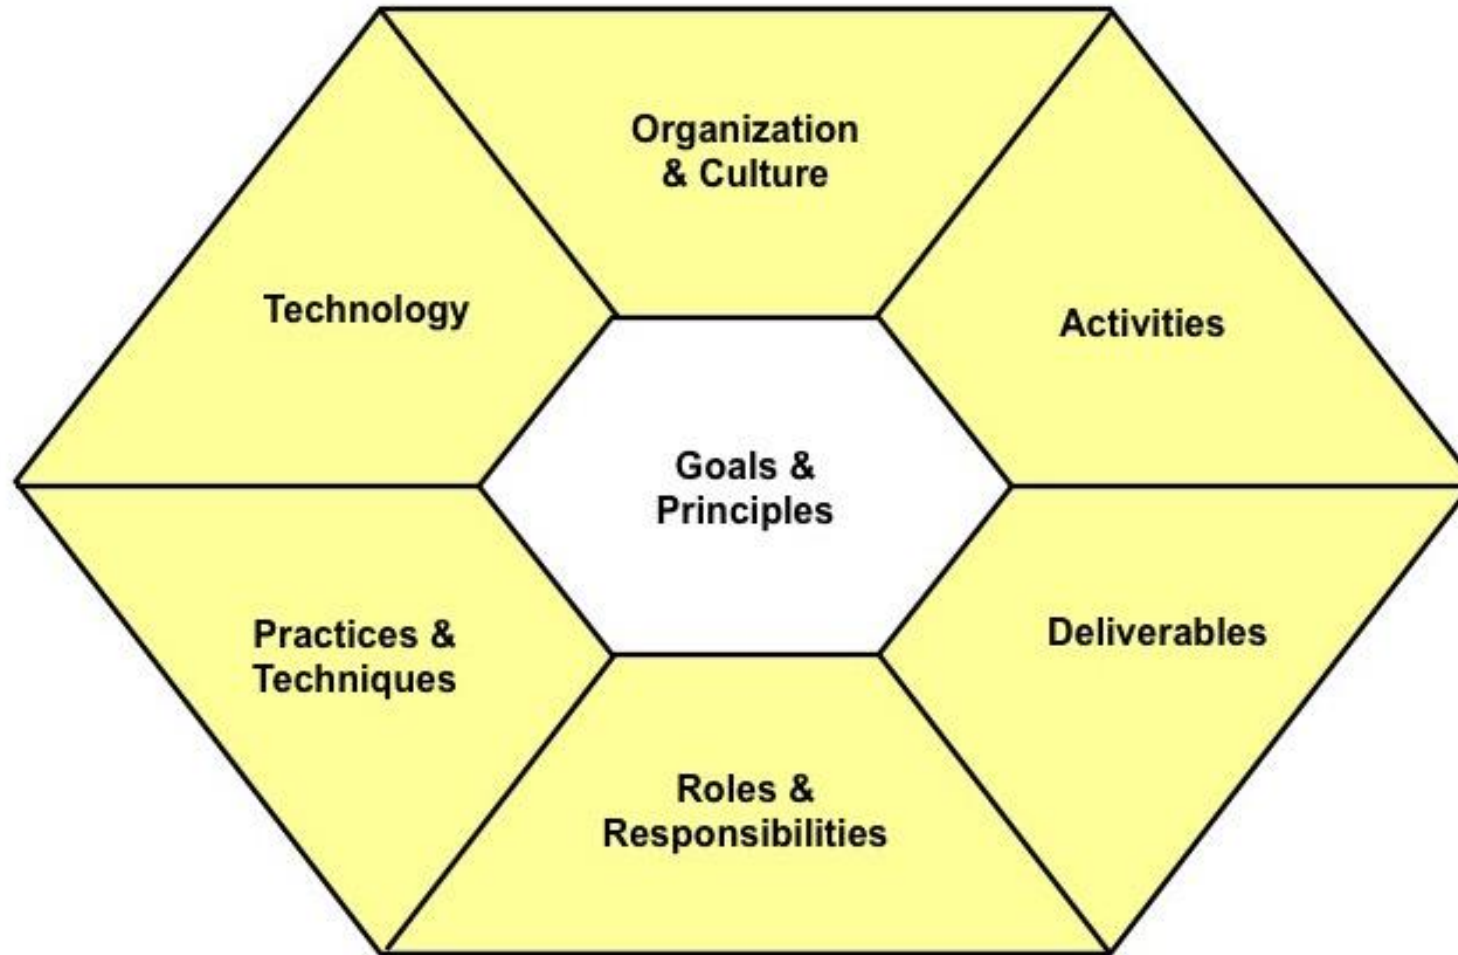 Organization
& Culture
Technology
Activities
Goals &
Principles
Practices &
Techniques
Deliverables
Roles &
Responsibilities